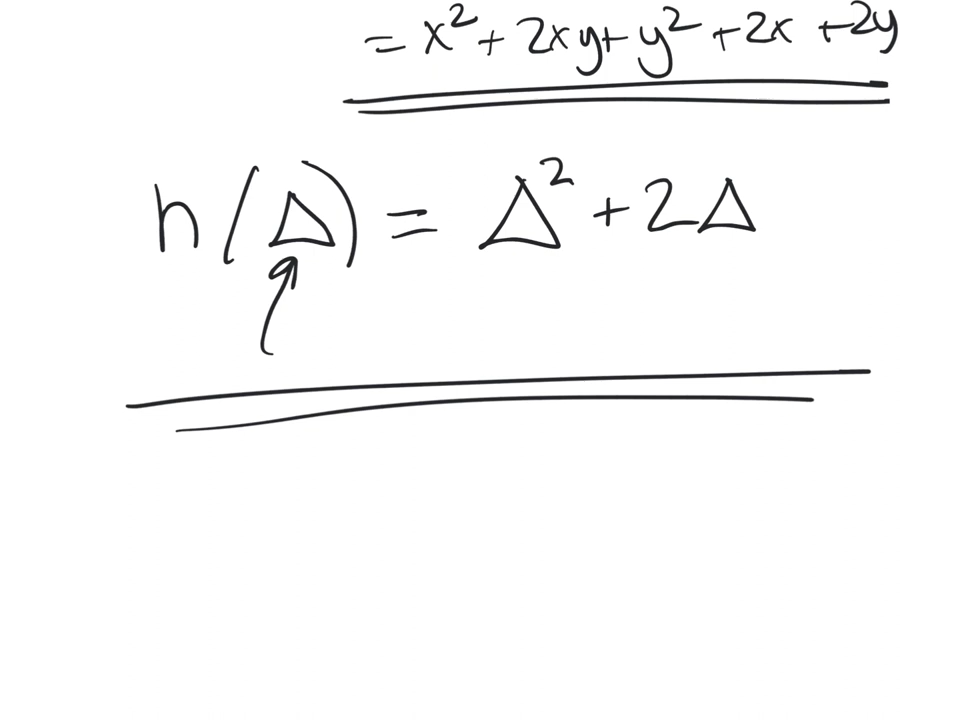 = x² + 2xy + y² + 2x + 2y
h(△) = △² + 2△